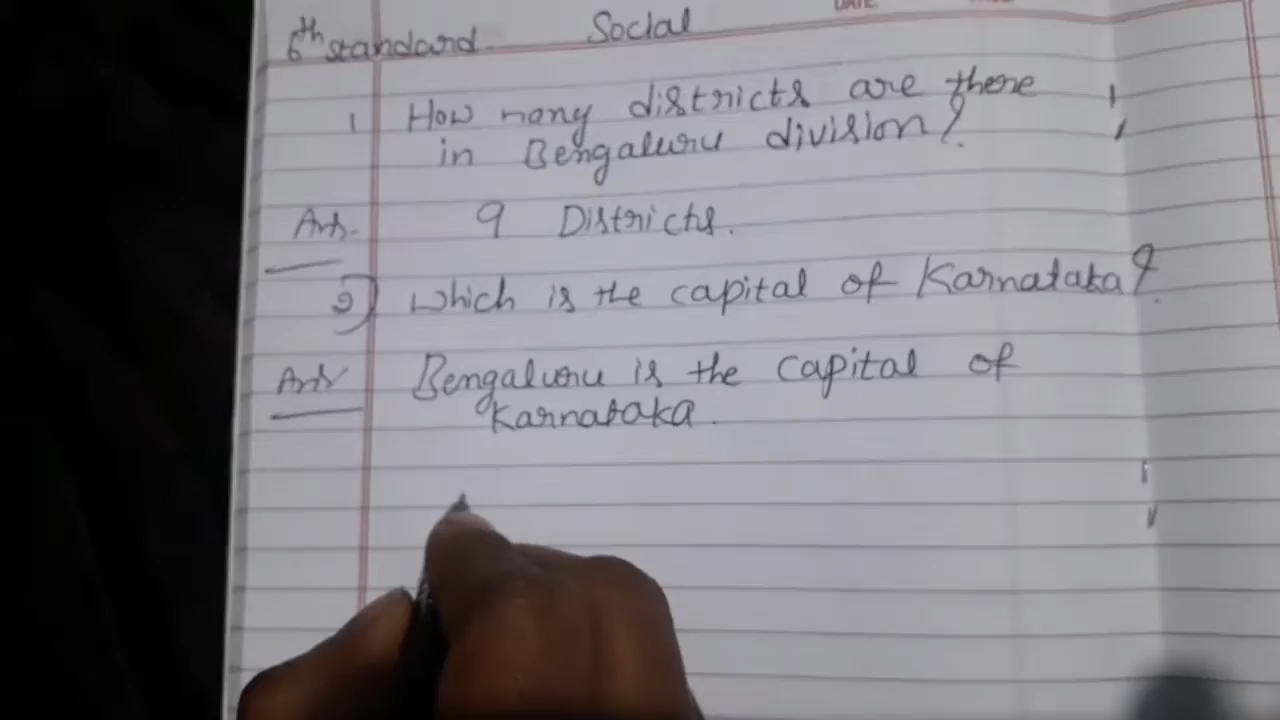 DATE
6th standard Social
1 How many districts are there
in Bengaluru division?
Ans. 9 Districts.
2) Which is the capital of Karnataka?
Ans Bengaluru is the capital of
Karnataka.